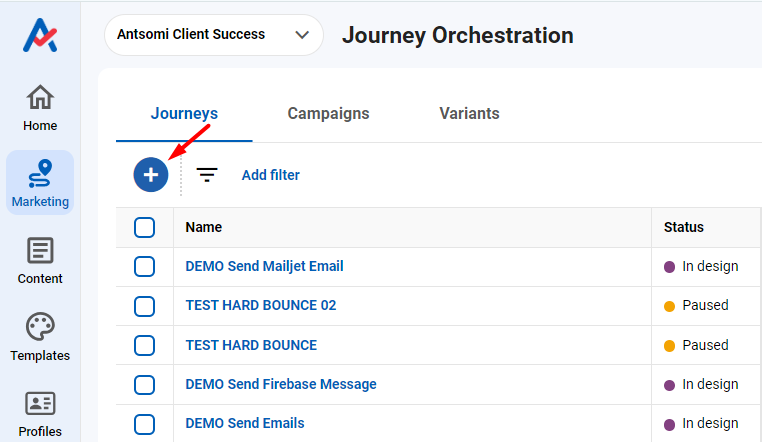 Antsomi Client Success
Journey Orchestration
Home
Marketing
Content
Templates
Profiles
Journeys Campaigns Variants
Add filter
Name Status
DEMO Send Mailjet Email In design
TEST HARD BOUNCE 02 Paused
TEST HARD BOUNCE Paused
DEMO Send Firebase Message In design
DEMO Send Emails In design